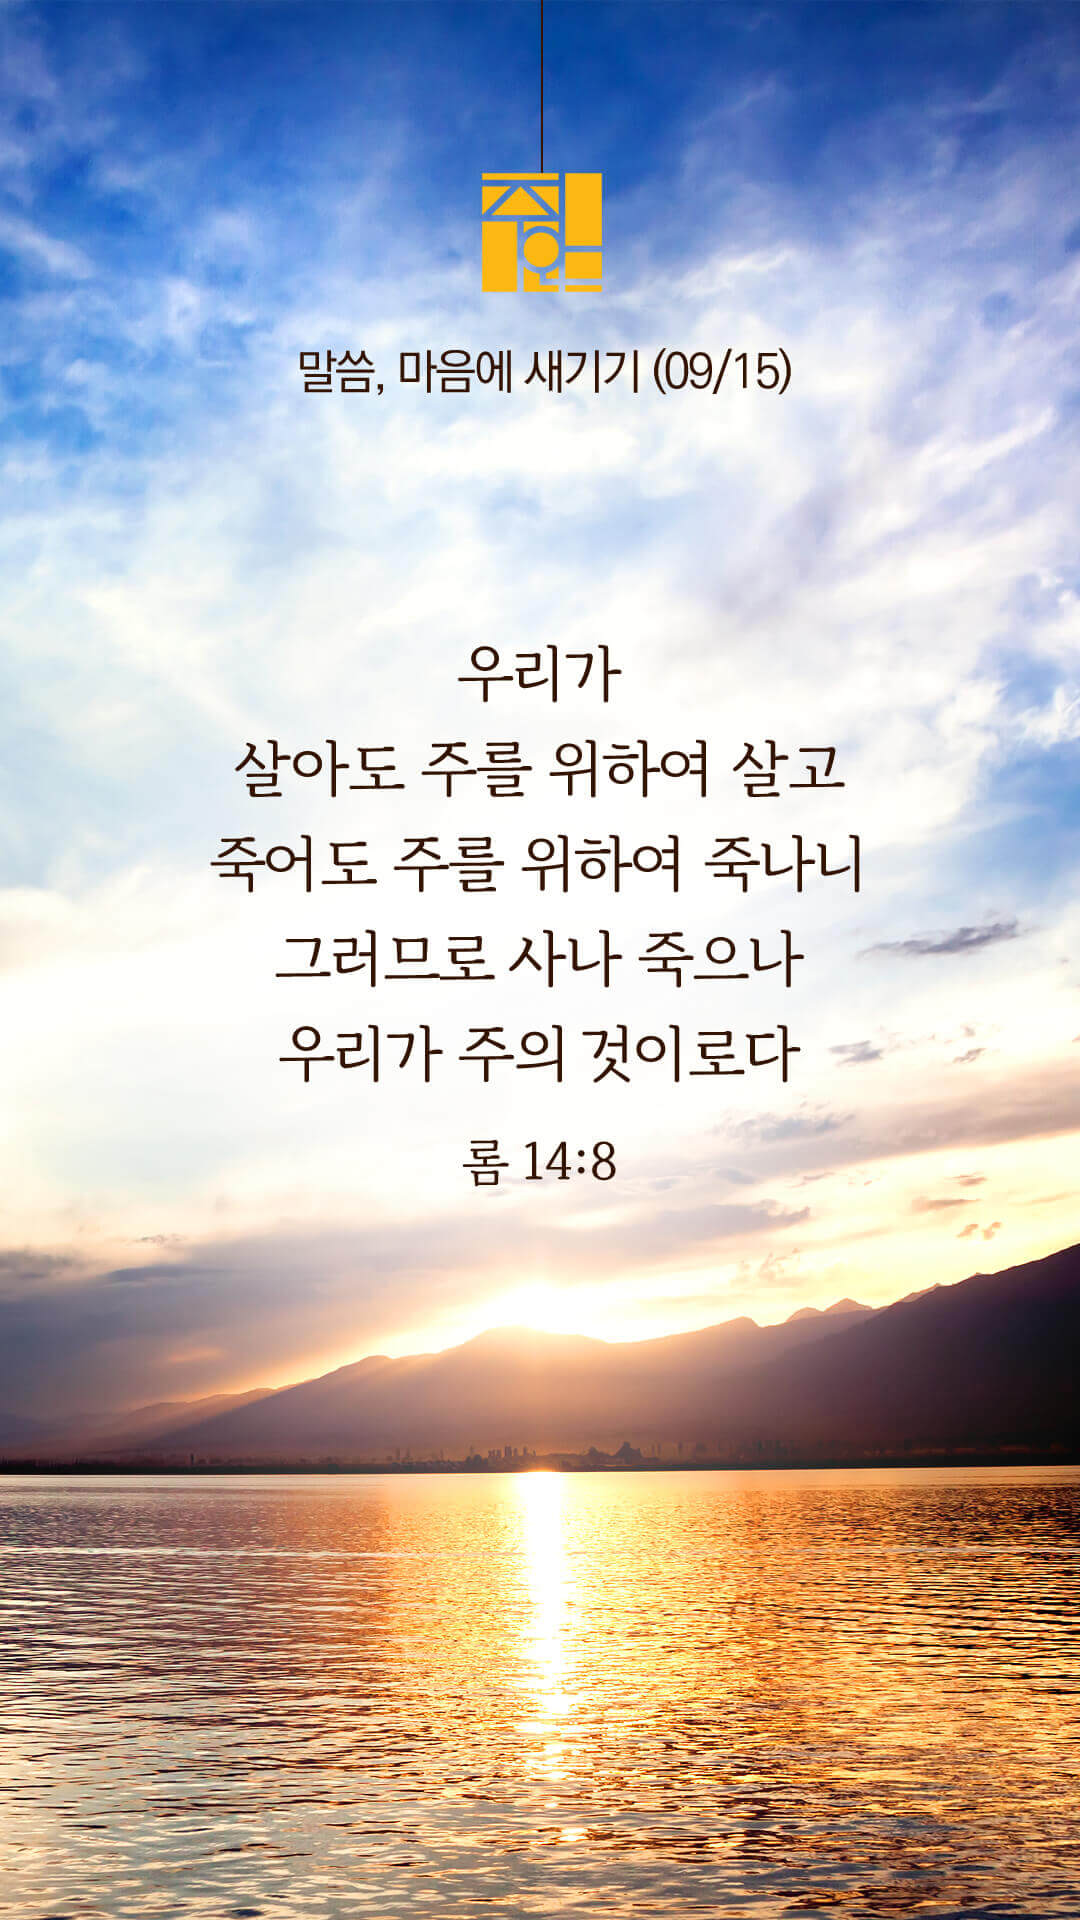 말씀, 마음에 새기기 (09/15)
우리가
살아도 주를 위하여 살고
죽어도 주를 위하여 죽나니
그러므로 사나 죽으나
우리가 주의 것이로다
롬 14:8